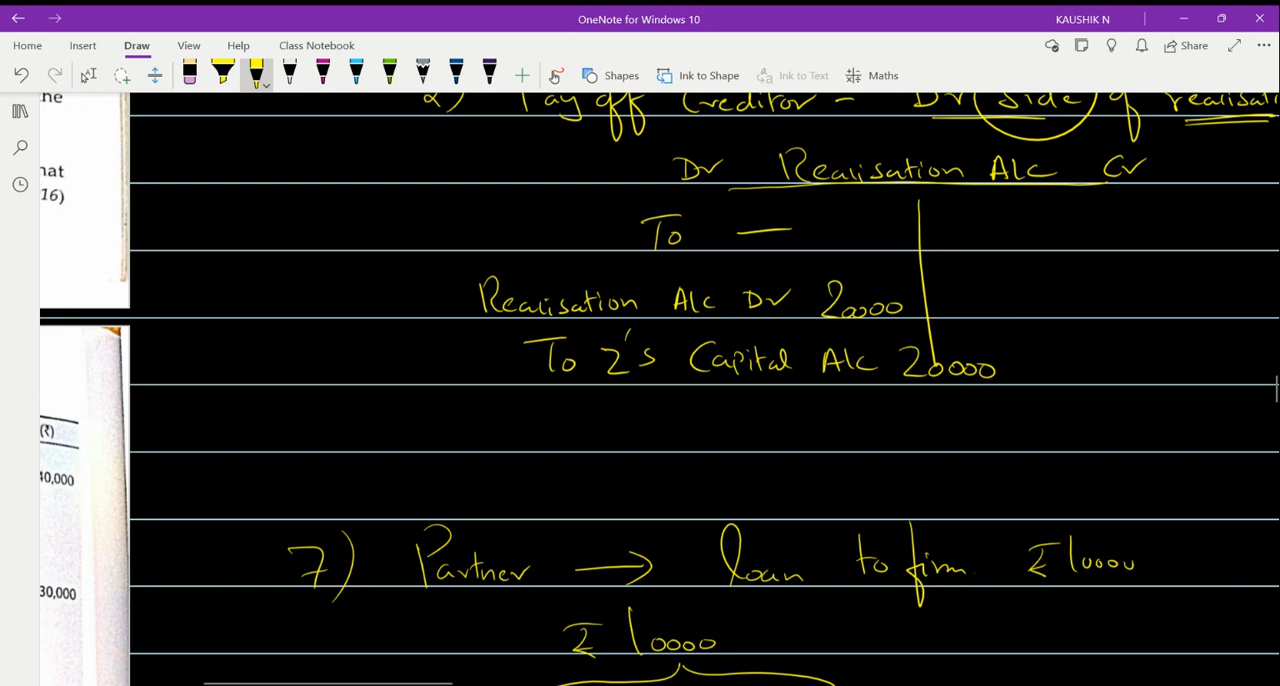 OneNote for Windows 10
KAUSHIK N
Home Insert Draw View Help Class Notebook
Share
Shapes Ink to Shape Ink to Text Maths
he
hat
16)
(₹)
40,000
30,000
2) Pay off Creditor - Dr (side) of realisati
Dr Realisation A/c Cr
To —
Realisation A/c Dr 20000
To Z's Capital A/c 20000
7) Partner → loan to firm ₹ 10000
₹ 10000